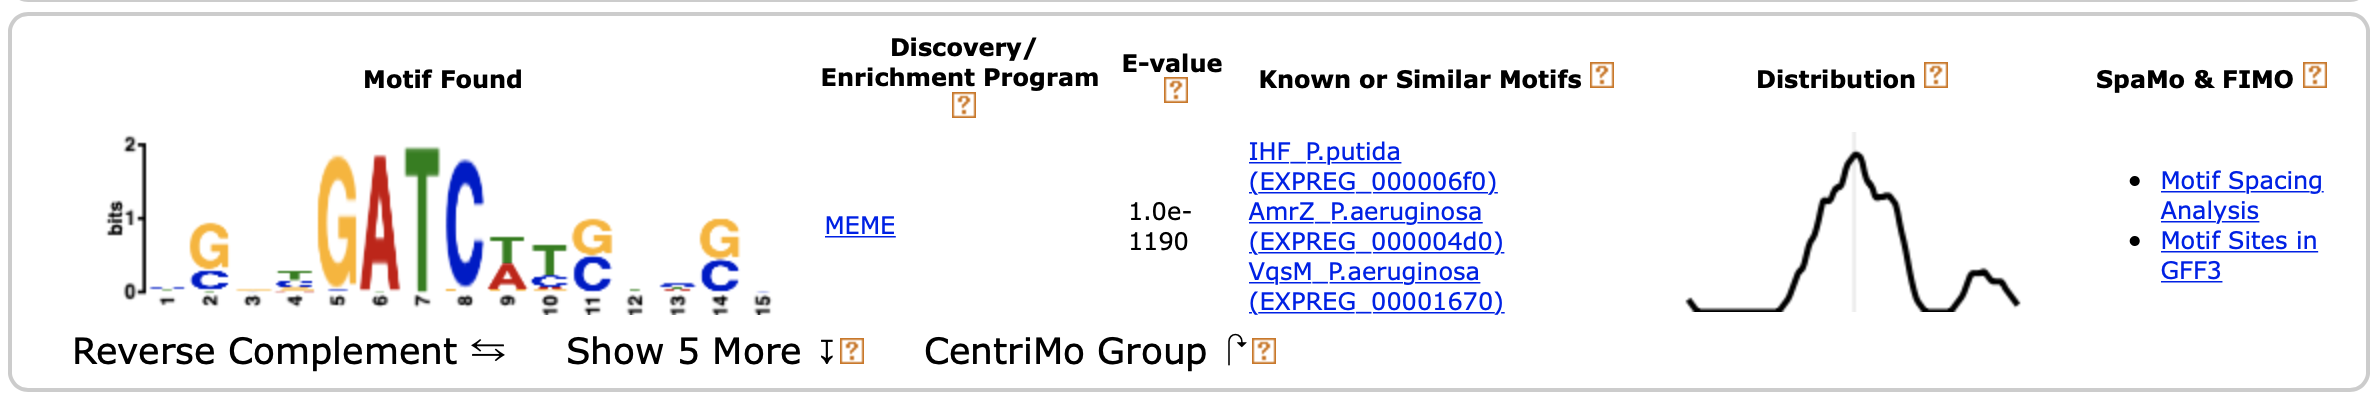 Motif Found
Discovery/
Enrichment Program
?
E-value
?
Known or Similar Motifs ?
Distribution ?
SpaMo & FIMO ?
2
1
0
bits
G
C
GATC
T
A
T
C
G
C
G
C
1 2 3 4 5 6 7 8 9 10 11 12 13 14 15
MEME
1.0e-
1190
IHF_P.putida
(EXPREG_000006f0)
AmrZ_P.aeruginosa
(EXPREG_000004d0)
VqsM_P.aeruginosa
(EXPREG_00001670)
• Motif Spacing
Analysis
• Motif Sites in
GFF3
Reverse Complement ⇆ Show 5 More ↧ ? CentriMo Group ↱ ?